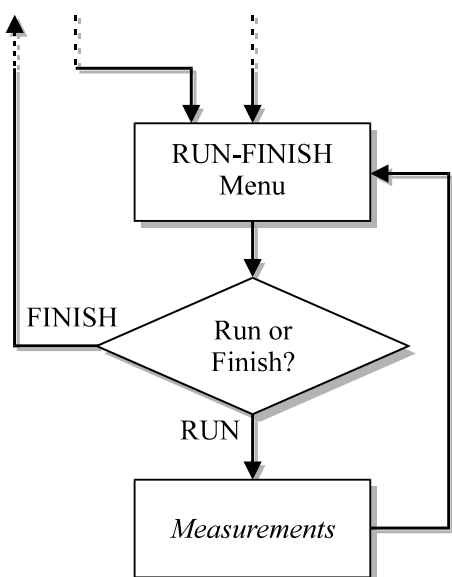 RUN-FINISH
Menu
FINISH
Run or
Finish?
RUN
Measurements